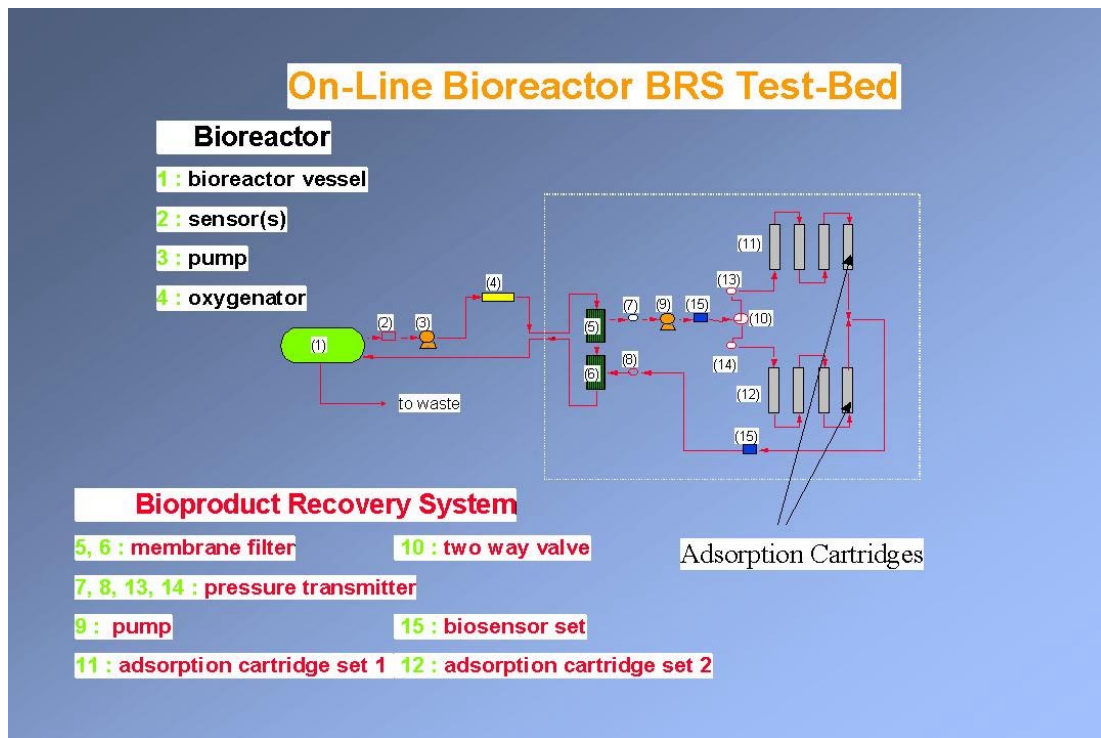 On-Line Bioreactor BRS Test-Bed
Bioreactor
1 : bioreactor vessel
2 : sensor(s)
3 : pump
4 : oxygenator
(1)
(2)
(3)
(4)
(5)
(6)
(7)
(8)
(9)
(15)
(13)
(10)
(14)
(11)
(12)
(15)
to waste
Adsorption Cartridges
Bioproduct Recovery System
5, 6 : membrane filter
10 : two way valve
7, 8, 13, 14 : pressure transmitter
9 : pump
15 : biosensor set
11 : adsorption cartridge set 1
12 : adsorption cartridge set 2